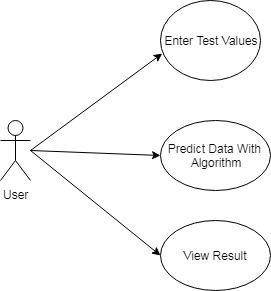 Enter Test Values
Predict Data With
Algorithm
User
View Result